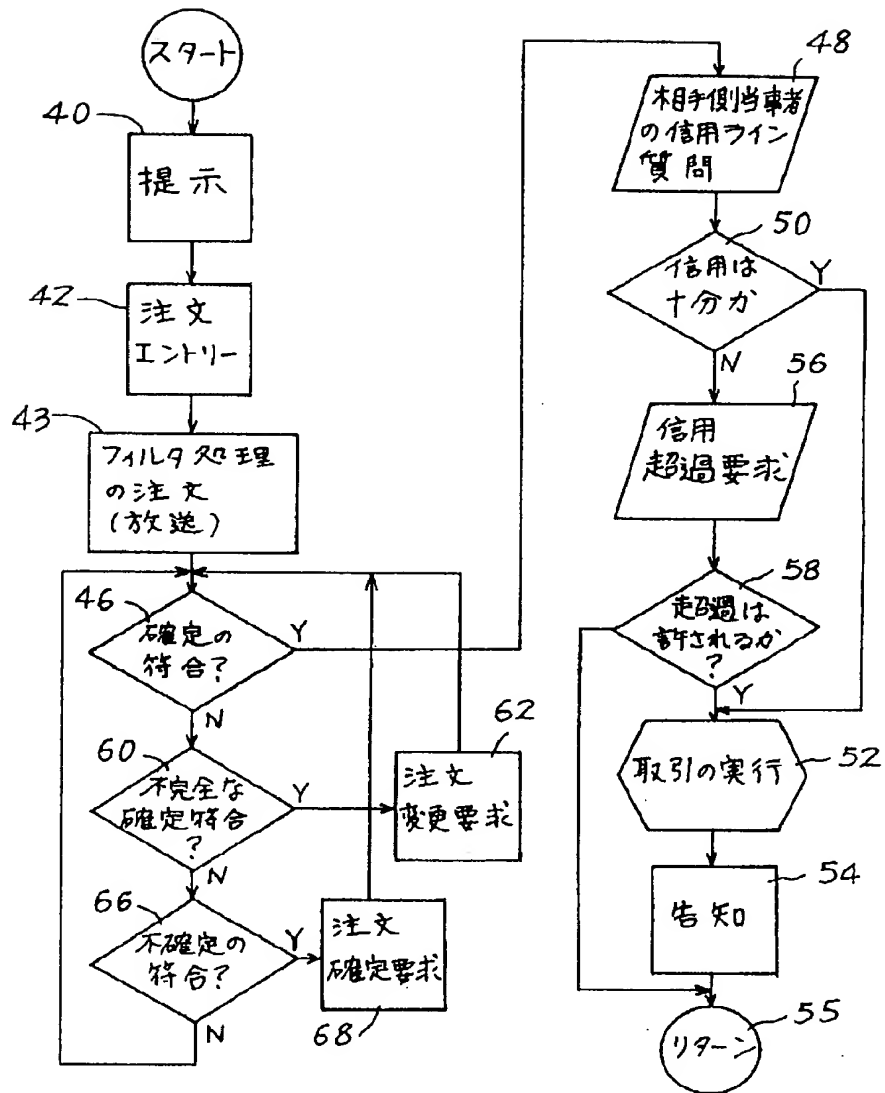 スタート
40
提示
42
注文
エントリー
43
フィルタ処理
の注文
(放送)
46
確定の
符合?
Y
N
60
不完全な
確定符合
?
Y
N
62
注文
変更要求
66
不確定の
符合?
Y
N
注文
確定要求
68
48
相手側当事者
の信用ライン
質問
50
信用は
十分か
Y
N
56
信用
超過要求
58
超過は
許されるか
?
Y
取引の実行
52
告知
54
リターン
55